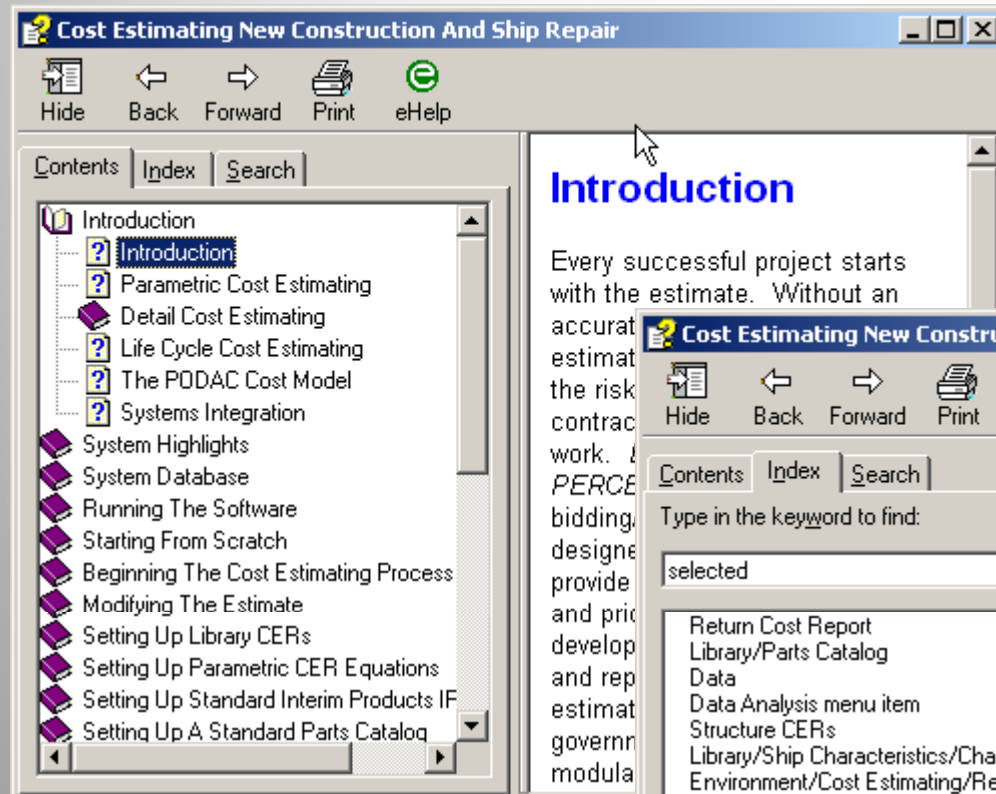 Cost Estimating New Construction And Ship Repair
Hide Back Forward Print eHelp
Contents Index Search
Introduction
Introduction
Parametric Cost Estimating
Detail Cost Estimating
Life Cycle Cost Estimating
The PODAC Cost Model
Systems Integration
System Highlights
System Database
Running The Software
Starting From Scratch
Beginning The Cost Estimating Process
Modifying The Estimate
Setting Up Library CERs
Setting Up Parametric CER Equations
Setting Up Standard Interim Products
Setting Up A Standard Parts Catalog
Introduction
Every successful project starts
with the estimate. Without an
accurat
estimat
the risk
contrac
work.
PERCE
bidding/
designe
provide
and pric
develop
and rep
estimat
governm
modula
Cost Estimating New Constru
Hide Back Forward Print
Contents Index Search
Type in the keyword to find:
selected
Return Cost Report
Library/Parts Catalog
Data
Data Analysis menu item
Structure CERs
Library/Ship Characteristics/Cha
Environment/Cost Estimating/Re